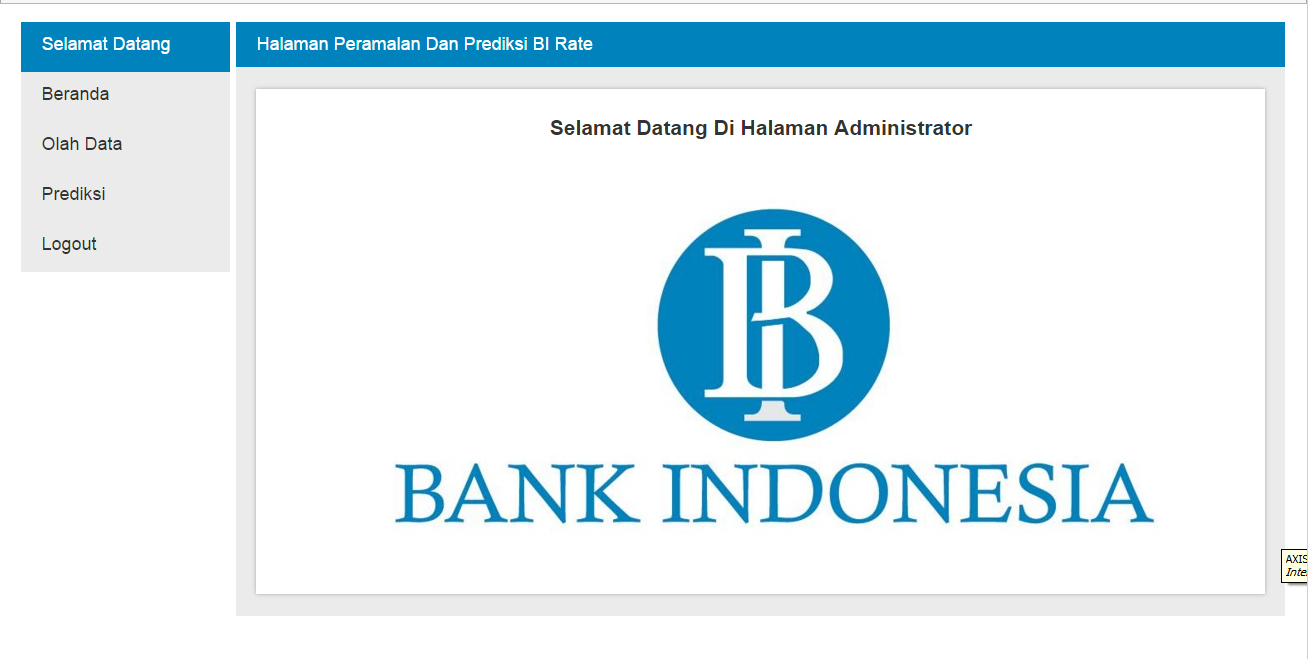 Selamat Datang
Halaman Peramalan Dan Prediksi BI Rate
Beranda
Olah Data
Prediksi
Logout
Selamat Datang Di Halaman Administrator
BI
BANK INDONESIA
AXIS